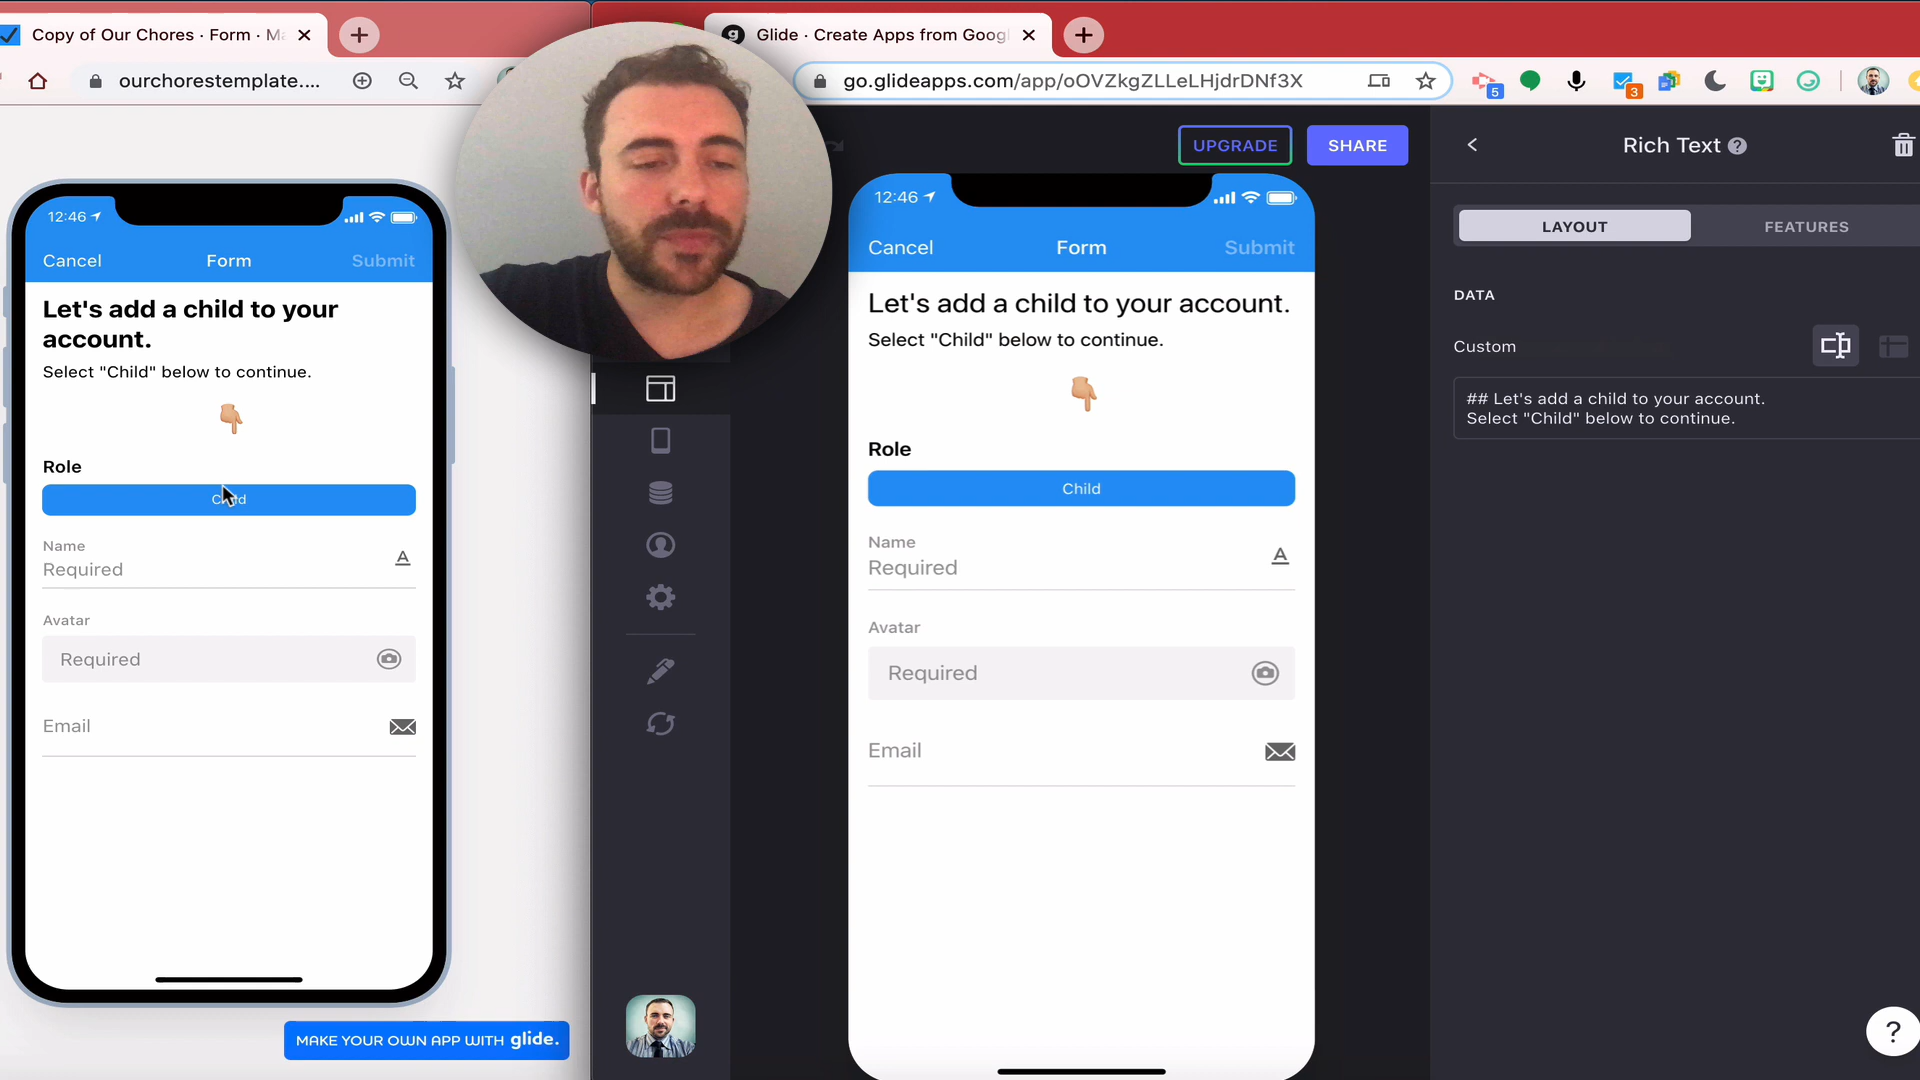 Copy of Our Chores · Form · Ma
Glide · Create Apps from Goog
ourchorestemplate....
go.glideapps.com/app/oOVZkgZLLeLHjdrDNf3X
5
3
UPGRADE
SHARE
Rich Text
?
12:46
Cancel
Form
Submit
Let's add a child to your
account.
Select "Child" below to continue.
Role
Child
Name
Required
A
Avatar
Required
Email
MAKE YOUR OWN APP WITH glide.
12:46
Cancel
Form
Submit
Let's add a child to your account.
Select "Child" below to continue.
Role
Child
Name
Required
A
Avatar
Required
Email
LAYOUT
FEATURES
DATA
Custom
## Let's add a child to your account.
Select "Child" below to continue.
?